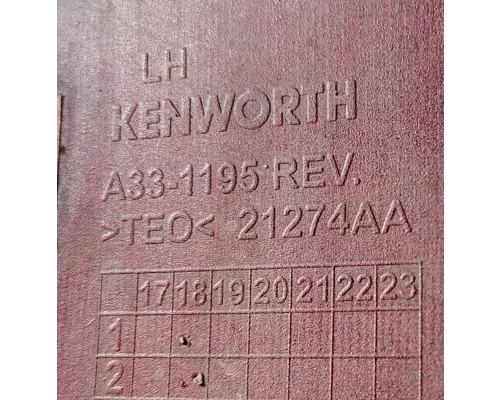 LH
KENWORTH
A33-1195 REV.
>TEO< 21274AA
17 18 19 20 21 22 23
1
2